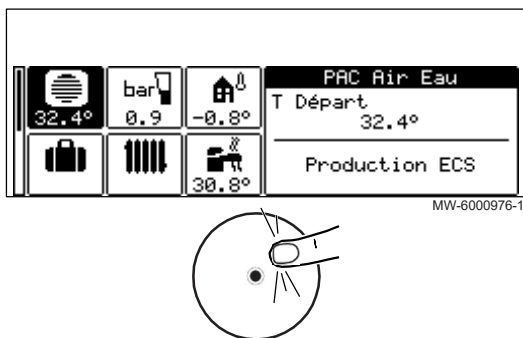 PAC Air Eau
bar
T Départ
32.4°
0.9
-0.8°
32.4°
Production ECS
30.8°
MW-6000976-1